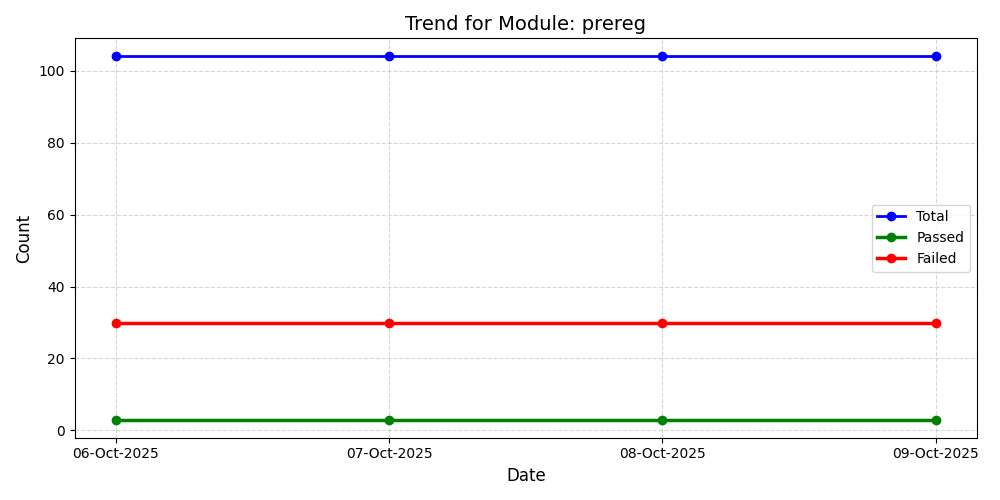 Trend for Module: prereg
Count
100
80
60
40
20
0
Total
Passed
Failed
06-Oct-2025
07-Oct-2025
08-Oct-2025
09-Oct-2025
Date